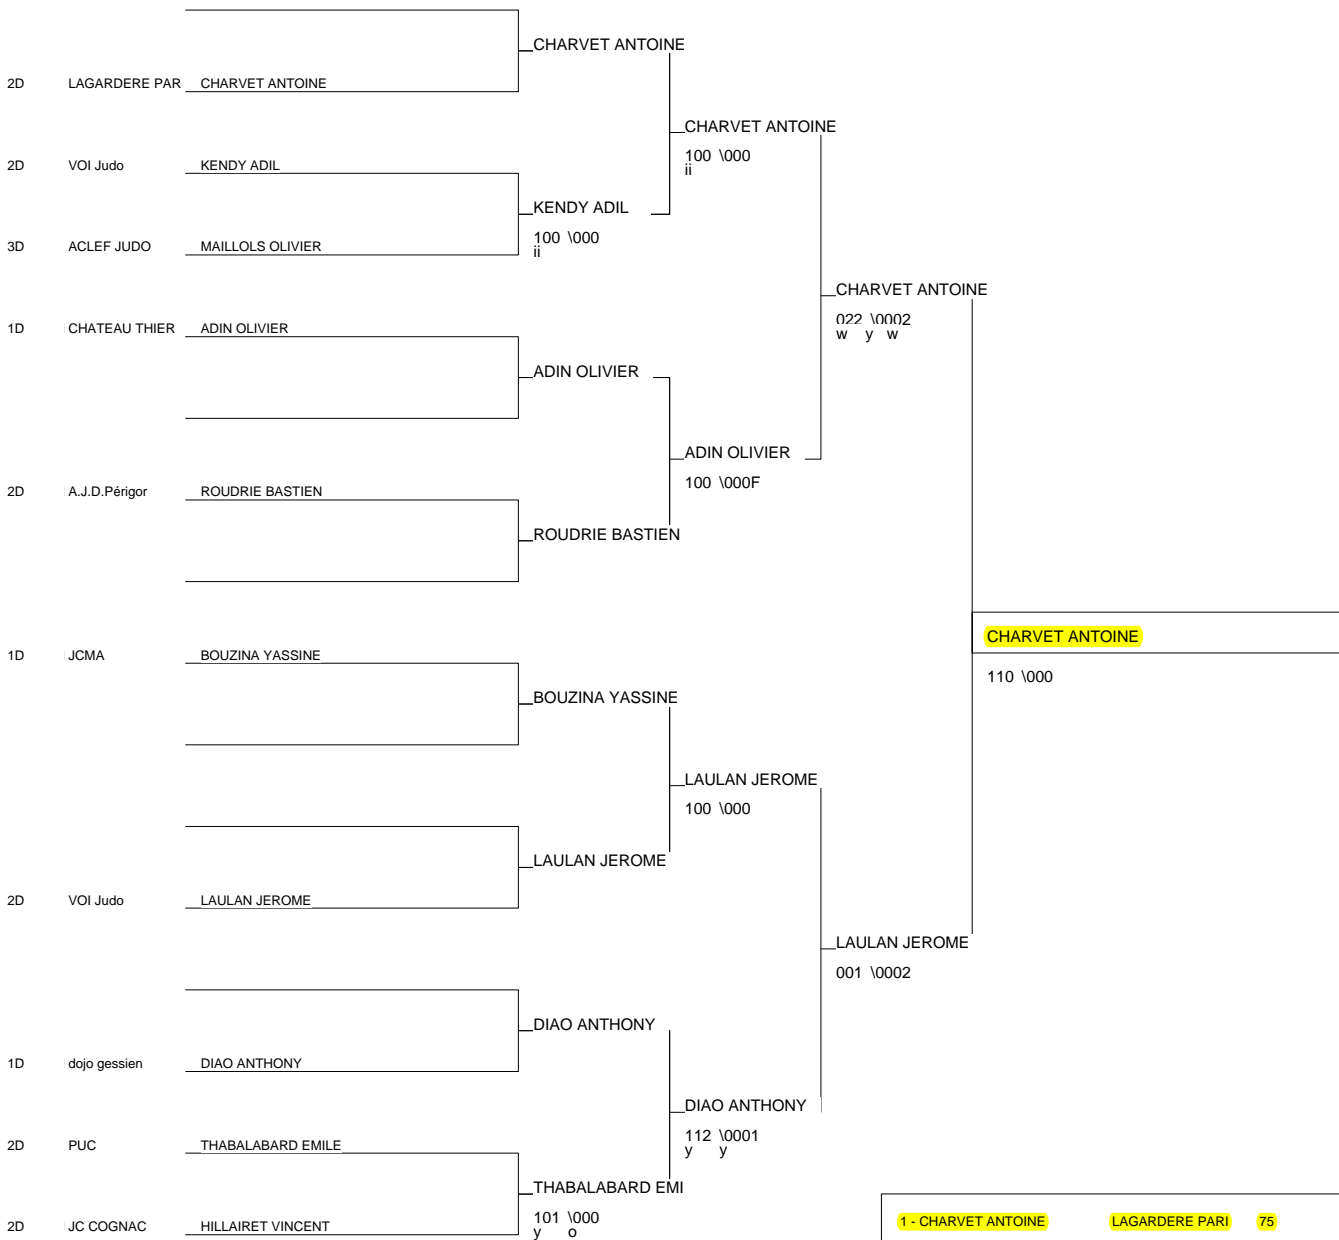 CHARVET ANTOINE
2D LAGARDERE PAR CHARVET ANTOINE
CHARVET ANTOINE
100 \000
ii
2D VOI Judo KENDY ADIL
KENDY ADIL
100 \000
ii
3D ACLEF JUDO MAILLOLS OLIVIER
CHARVET ANTOINE
022 \0002
w y w
1D CHATEAU THIER ADIN OLIVIER
ADIN OLIVIER
ADIN OLIVIER
100 \000F
2D A.J.D.Périgor ROUDRIE BASTIEN
ROUDRIE BASTIEN
CHARVET ANTOINE
110 \000
1D JCMA BOUZINA YASSINE
BOUZINA YASSINE
LAULAN JEROME
100 \000
LAULAN JEROME
2D VOI Judo LAULAN JEROME
LAULAN JEROME
001 \0002
DIAO ANTHONY
1D dojo gessien DIAO ANTHONY
DIAO ANTHONY
112 \0001
y y
2D PUC THABALABARD EMILE
THABALABARD EMI
101 \000
y o
2D JC COGNAC HILLAIRET VINCENT
1 - CHARVET ANTOINE LAGARDERE PARI 75